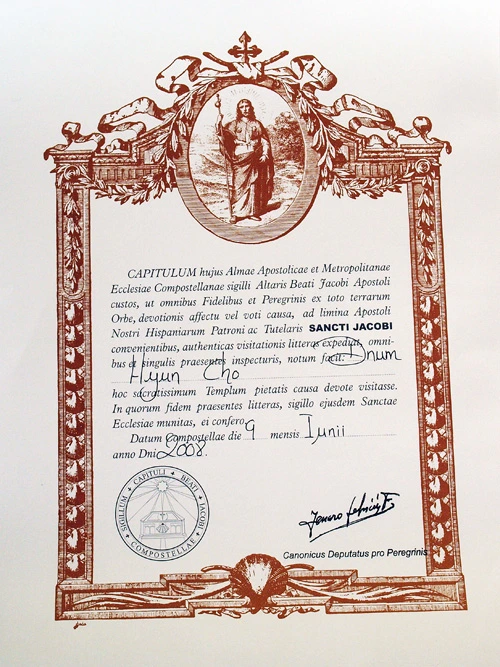 CAPITULUM hujus Almae Apostolicae et Metropolitanae
Ecclesiae Compostellanae sigilli Altaris Beati Jacobi Apostoli
custos, ut omnibus Fidelibus et Peregrinis ex toto terrarum
Orbe, devotionis affectu vel voti causa, ad limina Apostoli
Nostri Hispaniarum Patroni ac Tutelaris SANCTI JACOBI
convenientibus, authenticas visitationis litteras expediat, omni-
bus et singulis praesentes inspecturis, notum facit: Dnum
Hyun Cho
hoc sacratissimum Templum pietatis causa devote visitasse.
In quorum fidem praesentes litteras, sigillo ejusdem Sanctae
Ecclesiae munitas, ei confero.
Datum Compostellae die 9 mensis Iunii
anno Dni 2008.
SIGILLUM CAPITULI BEATI JACOBI COMPOSTELLAE
Canonicus Deputatus pro Peregrinis